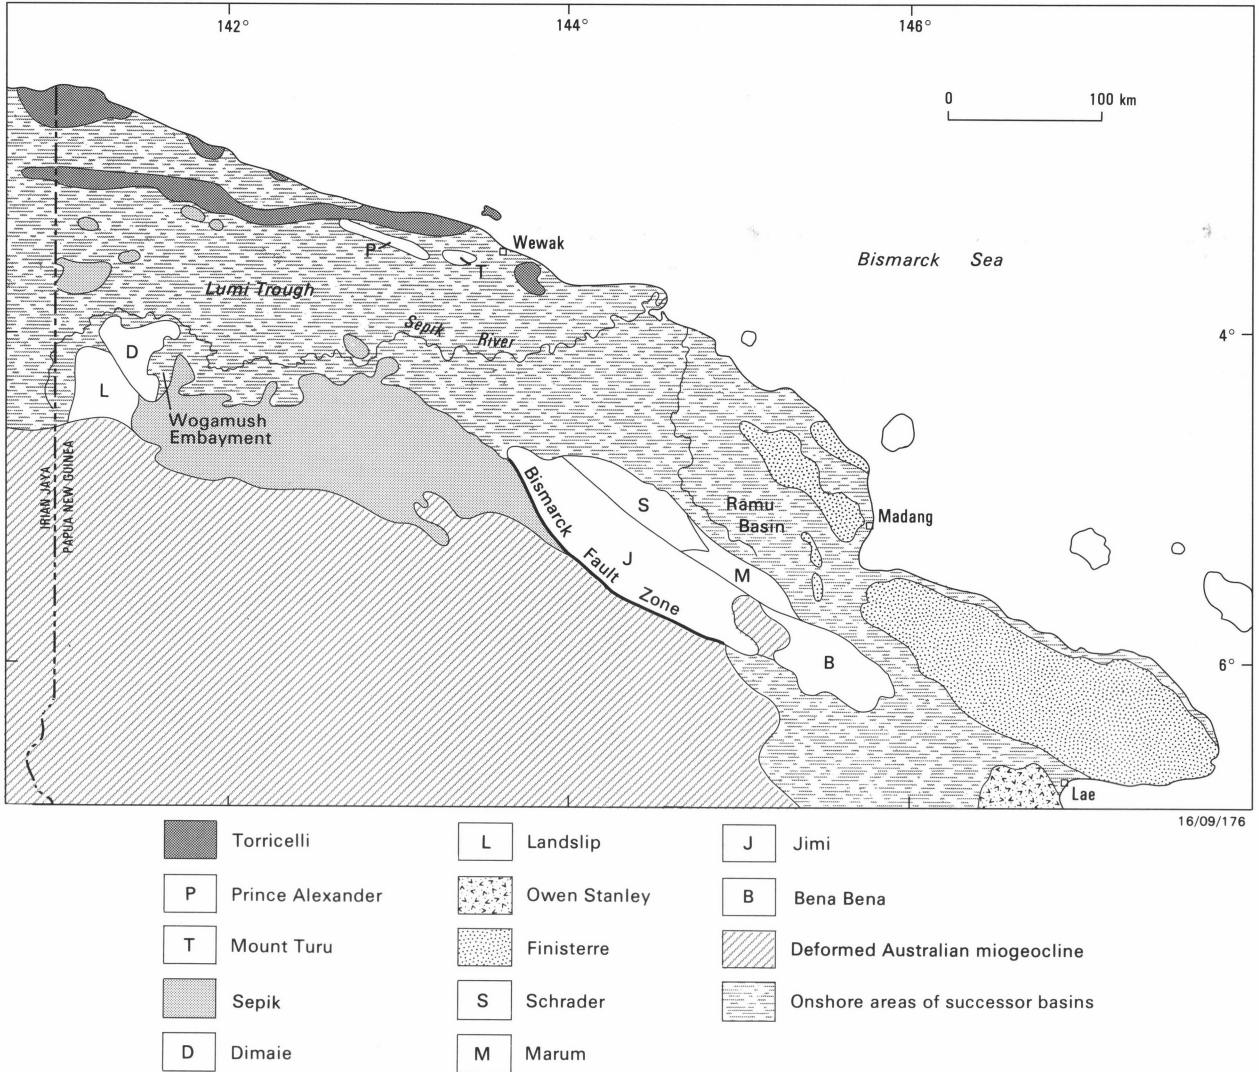 142°
144°
146°
0
100 km
Wewak
P
T
Bismarck Sea
Lumi Trough
Sepik River
4°
D
L
Wogamush
Embayment
IRIAN JAYA
PAPUA NEW GUINEA
Bismarck Fault Zone
S
Ramu
Basin
Madang
J
M
B
6°
Lae
16/09/176
Torricelli
P Prince Alexander
T Mount Turu
Sepik
D Dimaie
L Landslip
Owen Stanley
Finisterre
S Schrader
M Marum
J Jimi
B Bena Bena
Deformed Australian miogeocline
Onshore areas of successor basins